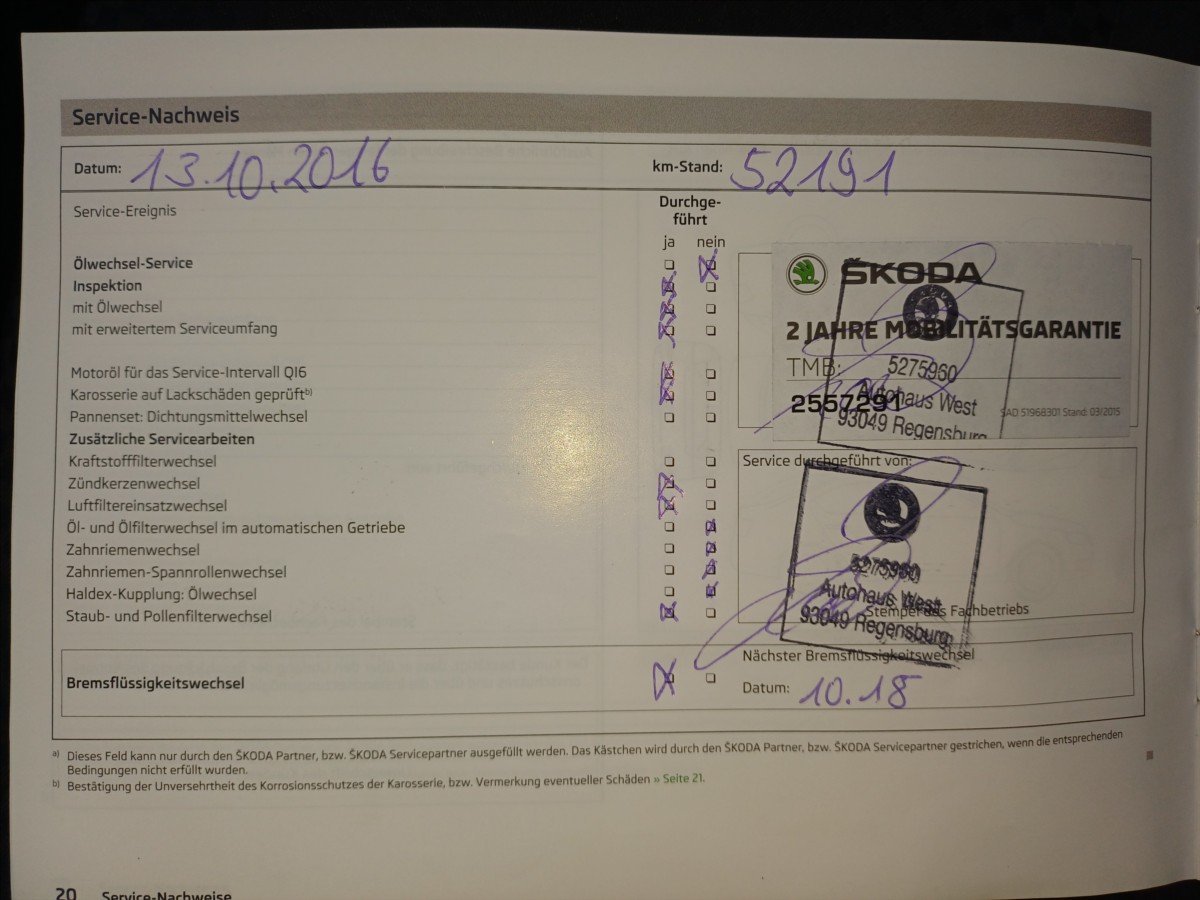 Service-Nachweis
Datum: 13.10.2016 km-Stand: 52191
Service-Ereignis
Durchge-
führt
ja nein
Ölwechsel-Service
Inspektion
mit Ölwechsel
mit erweitertem Serviceumfang
Motoröl für das Service-Intervall QI6
Karosserie auf Lackschäden geprüft b)
Pannenset: Dichtungsmittelwechsel
Zusätzliche Servicearbeiten
Kraftstofffilterwechsel
Zündkerzenwechsel
Luftfiltereinsatzwechsel
Öl- und Ölfilterwechsel im automatischen Getriebe
Zahnriemenwechsel
Zahnriemen-Spannrollenwechsel
Haldex-Kupplung: Ölwechsel
Staub- und Pollenfilterwechsel
Bremsflüssigkeitswechsel
ŠKODA
2 JAHRE MOBILITÄTSGARANTIE
TMB:
5275960
2557291
Autohaus West
93049 Regensburg
SAD 51968301 Stand: 03/2015
Service durchgeführt von:
5275960
Autohaus West
93049 Regensburg
Stempel des Fachbetriebs
Nächster Bremsflüssigkeitswechsel
Datum: 10.18
a) Dieses Feld kann nur durch den ŠKODA Partner, bzw. ŠKODA Servicepartner ausgefüllt werden. Das Kästchen wird durch den ŠKODA Partner, bzw. ŠKODA Servicepartner gestrichen, wenn die entsprechenden
Bedingungen nicht erfüllt wurden.
b) Bestätigung der Unversehrtheit des Korrosionsschutzes der Karosserie, bzw. Vermerkung eventueller Schäden » Seite 21.
20 Service-Nachweise